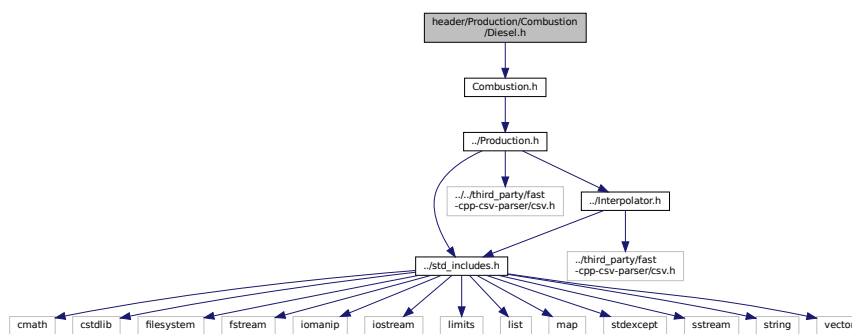 header/Production/Combustion
/Diesel.h
Combustion.h
../Production.h
../../third_party/fast
-cpp-csv-parser/csv.h
../Interpolator.h
../third_party/fast
-cpp-csv-parser/csv.h
../std_includes.h
cmath
cstdlib
filesystem
fstream
iomanip
iostream
limits
list
map
stdexcept
sstream
string
vector